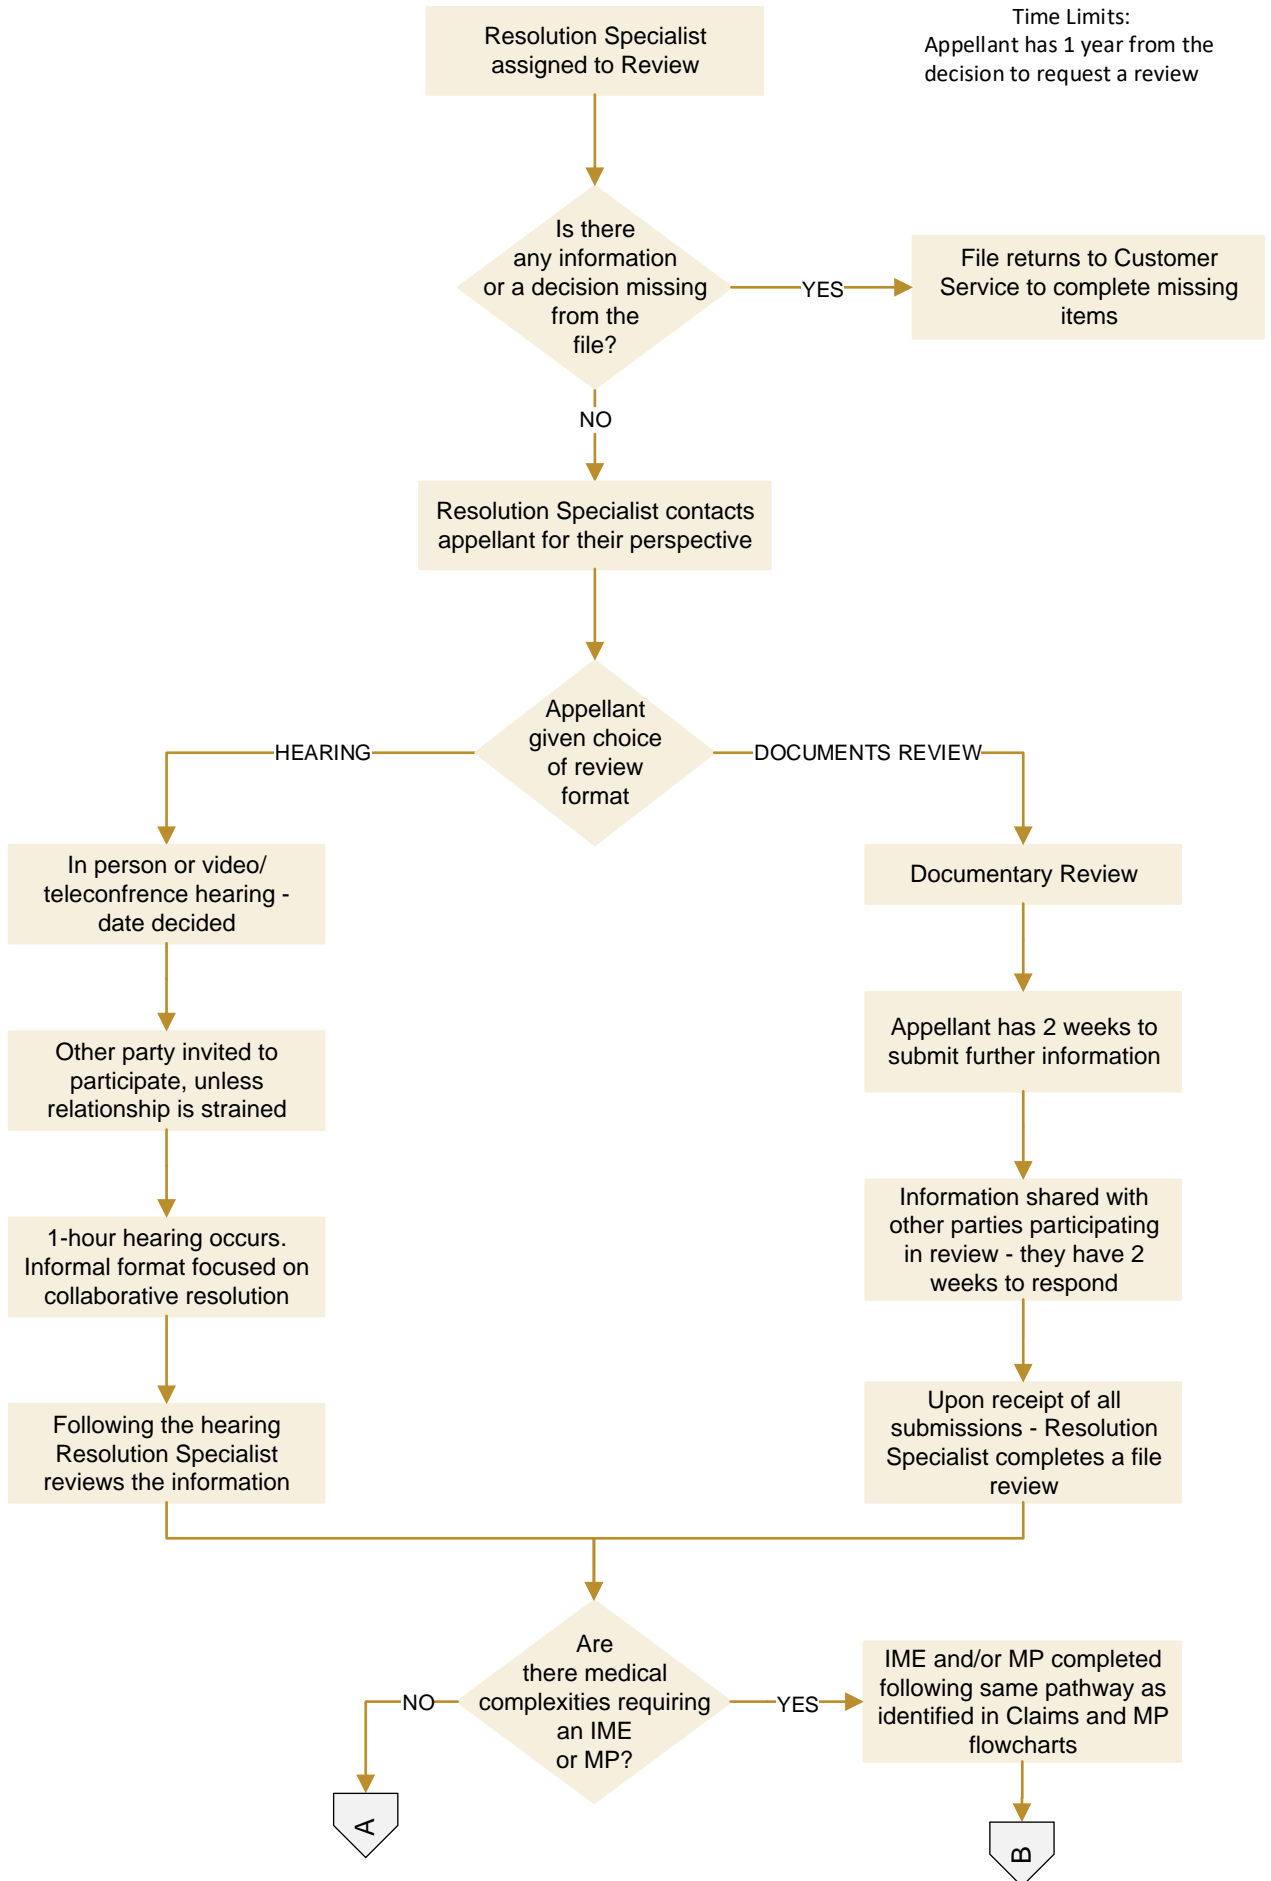 Resolution Specialist
assigned to Review
Time Limits:
Appellant has 1 year from the
decision to request a review
Is there
any information
or a decision missing
from the
file?
YES
File returns to Customer
Service to complete missing
items
NO
Resolution Specialist contacts
appellant for their perspective
Appellant
given choice
of review
format
HEARING
DOCUMENTS REVIEW
In person or video/
teleconfrence hearing -
date decided
Documentary Review
Other party invited to
participate, unless
relationship is strained
Appellant has 2 weeks to
submit further information
1-hour hearing occurs.
Informal format focused on
collaborative resolution
Information shared with
other parties participating
in review - they have 2
weeks to respond
Following the hearing
Resolution Specialist
reviews the information
Upon receipt of all
submissions - Resolution
Specialist completes a file
review
Are
there medical
complexities requiring
an IME
or MP?
NO
YES
IME and/or MP completed
following same pathway as
identified in Claims and MP
flowcharts
A
B